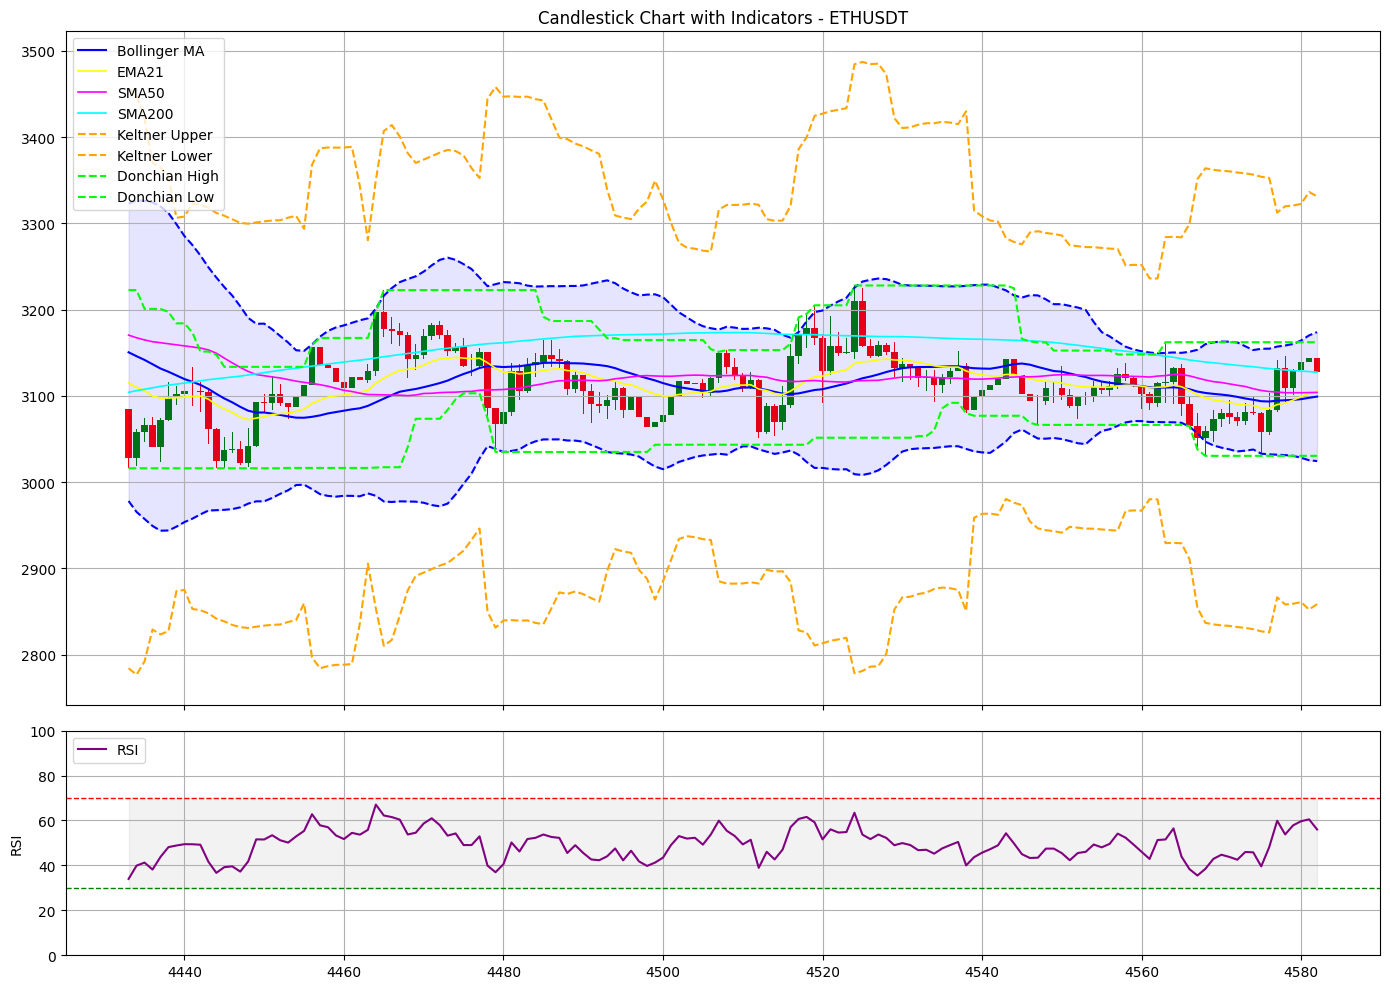 Candlestick Chart with Indicators - ETHUSDT
3500
3400
3300
3200
3100
3000
2900
2800
Bollinger MA
EMA21
SMA50
SMA200
Keltner Upper
Keltner Lower
Donchian High
Donchian Low
100
80
60
40
20
0
RSI
RSI
4440 4460 4480 4500 4520 4540 4560 4580